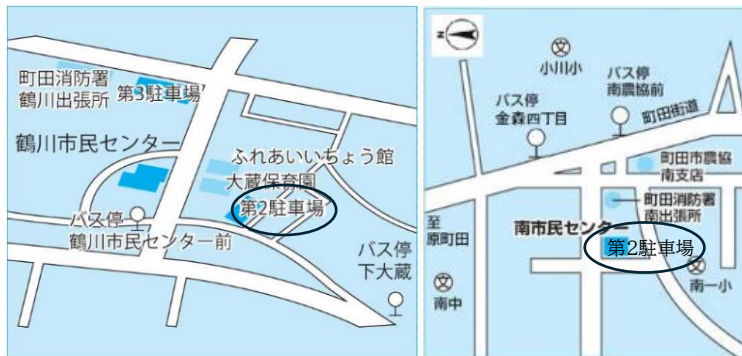 町田消防署
鶴川出張所
第3駐車場
鶴川市民センター
ふれあいいちょう館
大蔵保育園
第2駐車場
バス停
鶴川市民センター前
バス停
下大蔵
N
文
小川小
バス停
南農協前
バス停
金森四丁目
町田街道
町田市農協
南支店
町田消防署
南出張所
至
原町田
南市民センター
第2駐車場
文
南中
文
南一小